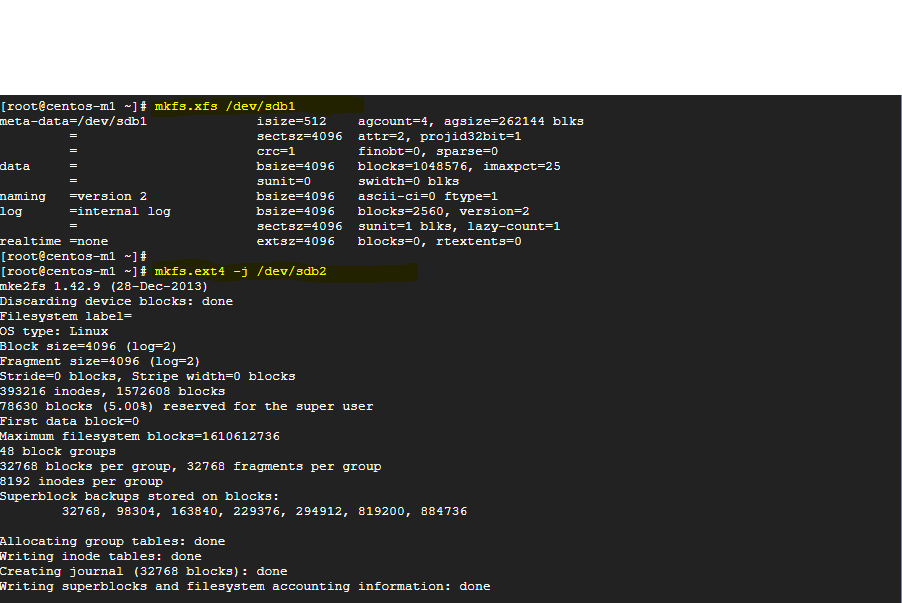 [root@centos-m1 ~]# mkfs.xfs /dev/sdb1
meta-data=/dev/sdb1              isize=512    agcount=4, agsize=262144 blks
         =                       sectsz=4096  attr=2, projid32bit=1
         =                       crc=1        finobt=0, sparse=0
data     =                       bsize=4096   blocks=1048576, imaxpct=25
         =                       sunit=0      swidth=0 blks
naming   =version 2              bsize=4096   ascii-ci=0 ftype=1
log      =internal log           bsize=4096   blocks=2560, version=2
         =                       sectsz=4096  sunit=1 blks, lazy-count=1
realtime =none                   extsz=4096   blocks=0, rtextents=0
[root@centos-m1 ~]#
[root@centos-m1 ~]# mkfs.ext4 -j /dev/sdb2
mke2fs 1.42.9 (28-Dec-2013)
Discarding device blocks: done
Filesystem label=
OS type: Linux
Block size=4096 (log=2)
Fragment size=4096 (log=2)
Stride=0 blocks, Stripe width=0 blocks
393216 inodes, 1572608 blocks
78630 blocks (5.00%) reserved for the super user
First data block=0
Maximum filesystem blocks=1610612736
48 block groups
32768 blocks per group, 32768 fragments per group
8192 inodes per group
Superblock backups stored on blocks:
        32768, 98304, 163840, 229376, 294912, 819200, 884736
Allocating group tables: done
Writing inode tables: done
Creating journal (32768 blocks): done
Writing superblocks and filesystem accounting information: done